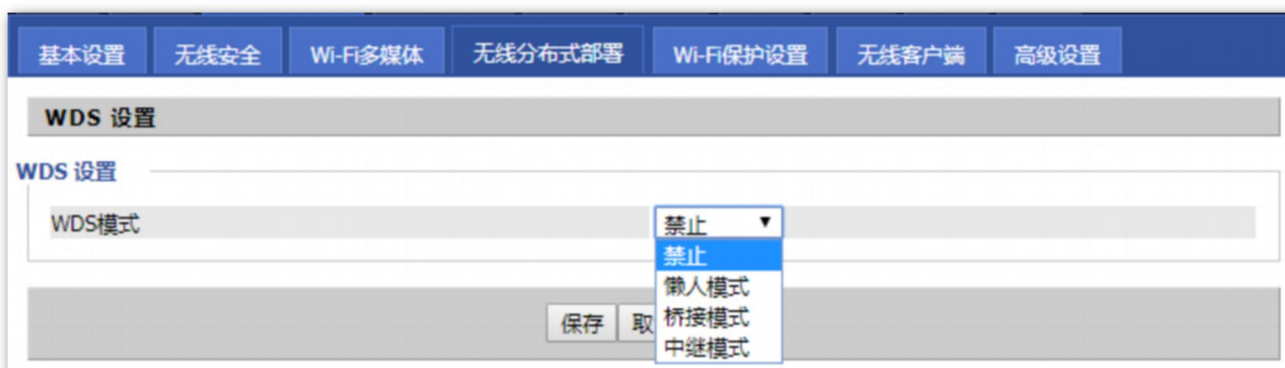 基本设置 无线安全 Wi-Fi多媒体 无线分布式部署 Wi-Fi保护设置 无线客户端 高级设置
WDS 设置
WDS 设置
WDS模式 禁止
禁止
懒人模式
桥接模式
中继模式
保存 取